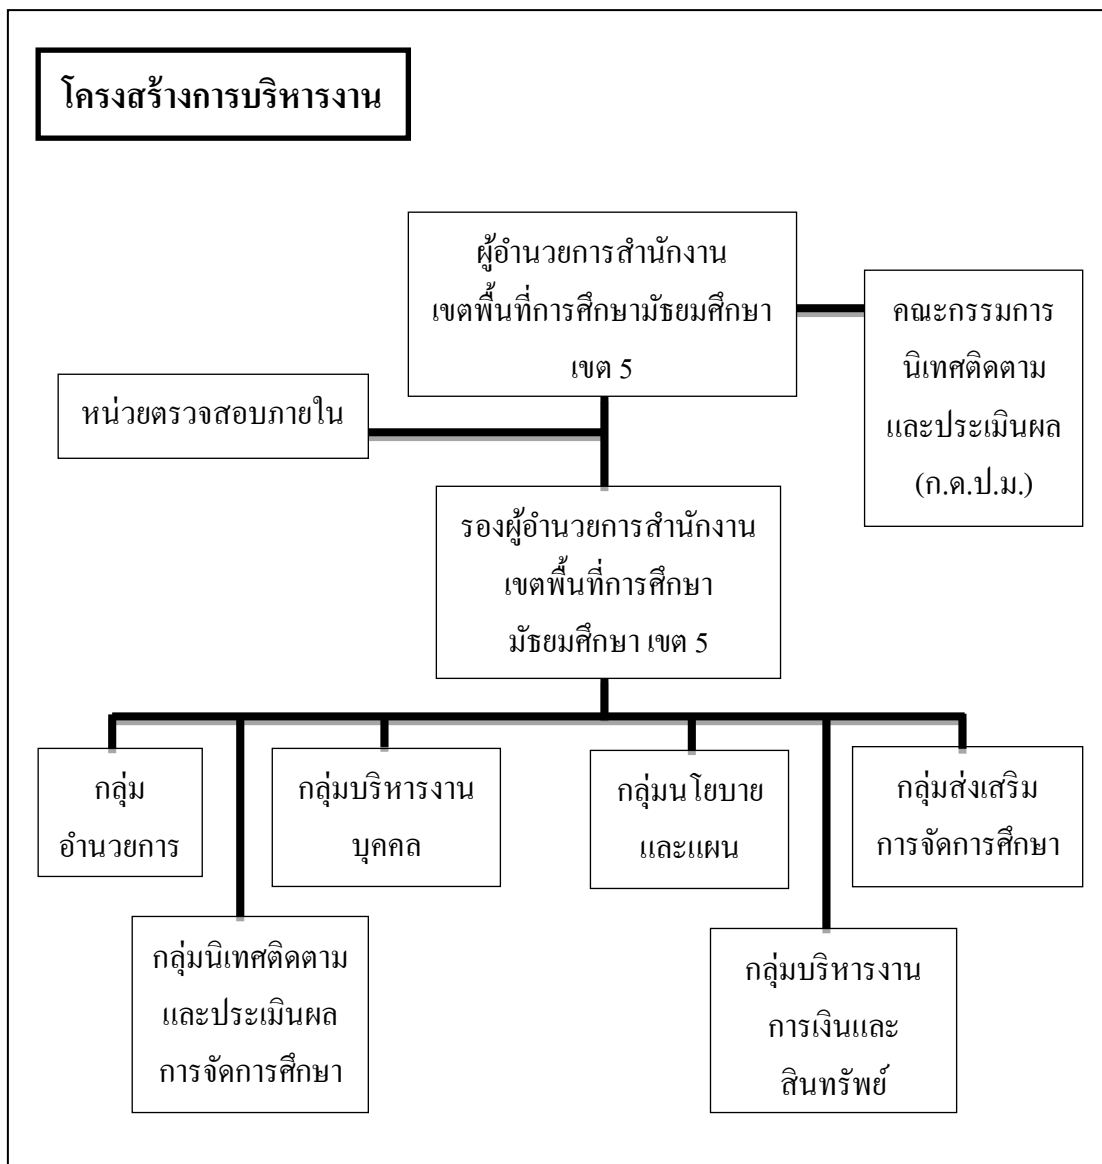 โครงสร้างการบริหารงาน
ผู้อำนวยการสำนักงาน
เขตพื้นที่การศึกษามัธยมศึกษา
เขต 5
คณะกรรมการ
นิเทศติดตาม
และประเมินผล
(ก.ต.ป.ม.)
หน่วยตรวจสอบภายใน
รองผู้อำนวยการสำนักงาน
เขตพื้นที่การศึกษา
มัธยมศึกษา เขต 5
กลุ่ม
อำนวยการ
กลุ่มบริหารงาน
บุคคล
กลุ่มนโยบาย
และแผน
กลุ่มส่งเสริม
การจัดการศึกษา
กลุ่มนิเทศติดตาม
และประเมินผล
การจัดการศึกษา
กลุ่มบริหารงาน
การเงินและ
สินทรัพย์